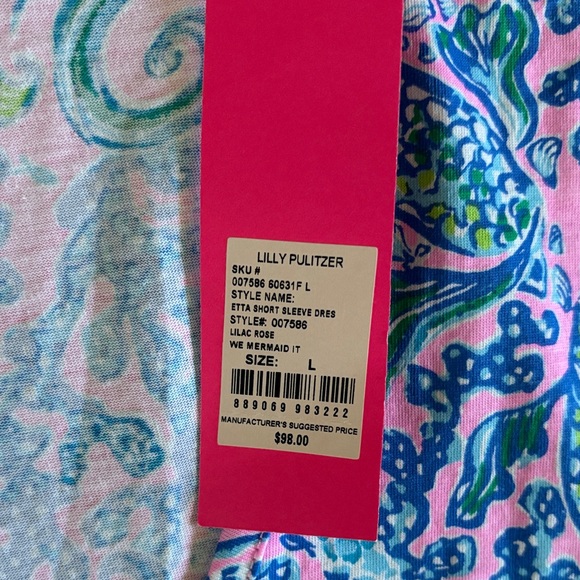 LILLY PULITZER
SKU #
007586 60631F L
STYLE NAME:
ETTA SHORT SLEEVE DRES
STYLE#: 007586
LILAC ROSE
WE MERMAID IT
SIZE: L
889069 983222
MANUFACTURER'S SUGGESTED PRICE
$98.00